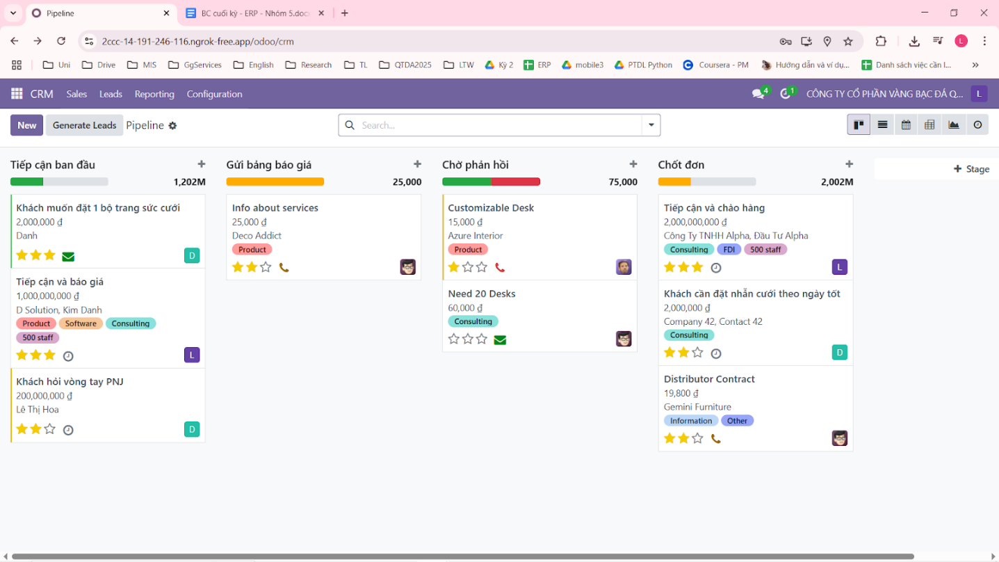 Pipeline
BC cuối kỳ - ERP - Nhóm 5.doc
2ccc-14-191-246-116.ngrok-free.app/odoo/crm
L
Uni Drive MIS GgServices English Research TL QTDA2025 LTW Kỳ 2 ERP mobile3 PTDL Python Coursera - PM Hướng dẫn và ví dụ... Danh sách việc cần l...
CRM Sales Leads Reporting Configuration 4 1 CÔNG TY CỔ PHẦN VÀNG BẠC ĐÁ Q... L
New Generate Leads Pipeline Search...
Tiếp cận ban đầu
1,202M
Khách muốn đặt 1 bộ trang sức cưới
2,000,000 ₫
Danh
D
Tiếp cận và báo giá
1,000,000,000 ₫
D Solution, Kim Danh
Product Software Consulting
500 staff
L
Khách hỏi vòng tay PNJ
200,000,000 ₫
Lê Thị Hoa
D
Gửi bảng báo giá
25,000
Info about services
25,000 ₫
Deco Addict
Product
Chờ phản hồi
75,000
Customizable Desk
15,000 ₫
Azure Interior
Product
Need 20 Desks
60,000 ₫
Consulting
Chốt đơn
2,002M
Tiếp cận và chào hàng
2,000,000,000 ₫
Công Ty TNHH Alpha, Đầu Tư Alpha
Consulting FDI 500 staff
L
Khách cần đặt nhẫn cưới theo ngày tốt
2,000,000 ₫
Company 42, Contact 42
Consulting
D
Distributor Contract
19,800 ₫
Gemini Furniture
Information Other
Stage